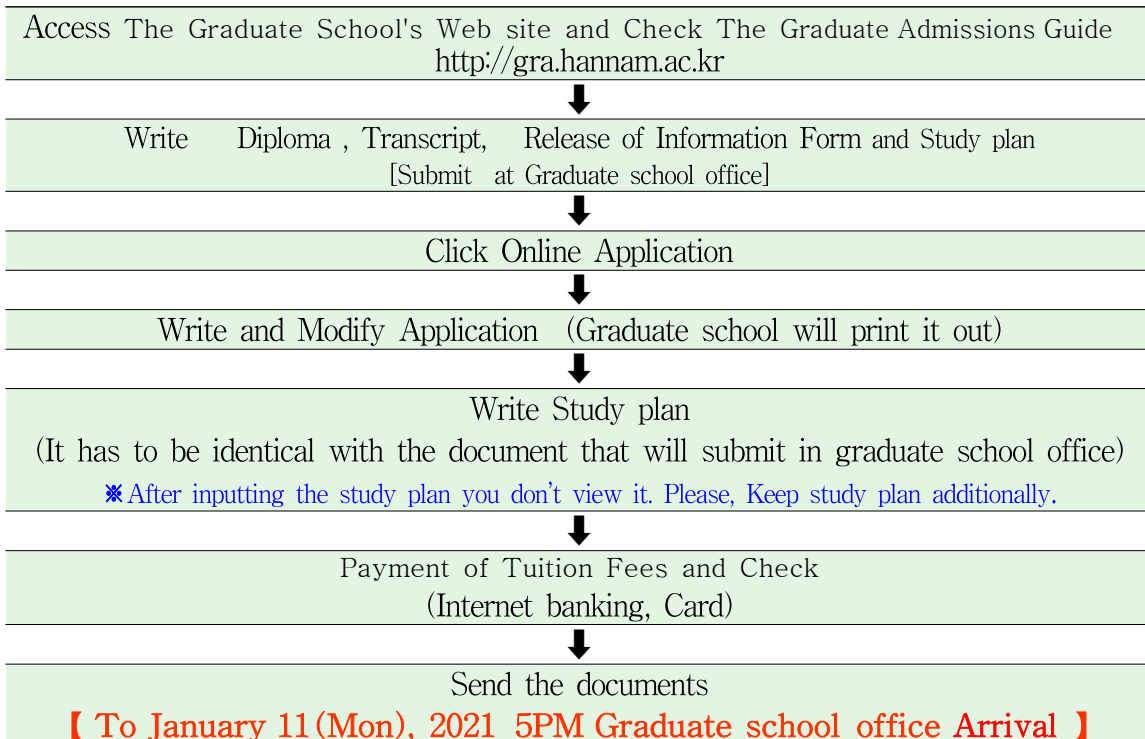 Access The Graduate School's Web site and Check The Graduate Admissions Guide
http://gra.hannam.ac.kr
Write Diploma , Transcript, Release of Information Form and Study plan
[Submit at Graduate school office]
Click Online Application
Write and Modify Application (Graduate school will print it out)
Write Study plan
(It has to be identical with the document that will submit in graduate school office)
※After inputting the study plan you don't view it. Please, Keep study plan additionally.
Payment of Tuition Fees and Check
(Internet banking, Card)
Send the documents
【 To January 11(Mon), 2021 5PM Graduate school office Arrival 】